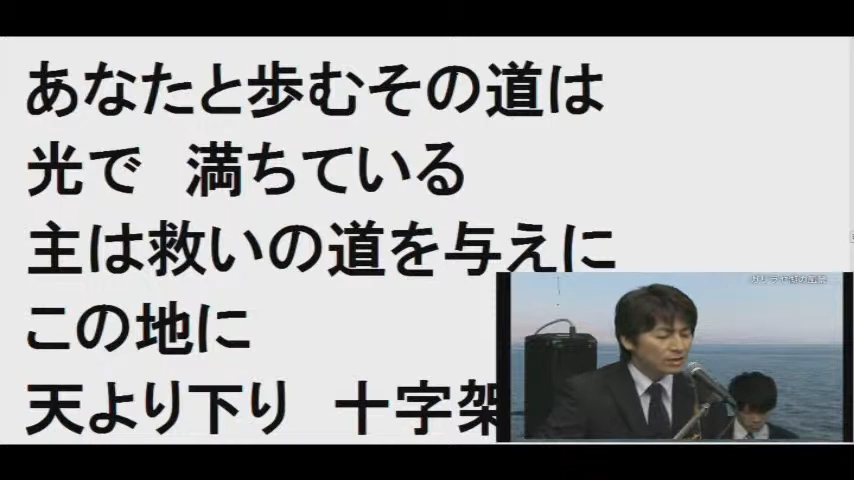 あなたと歩むその道は
光で　満ちている
主は救いの道を与えに
この地に
天より下り　十字架